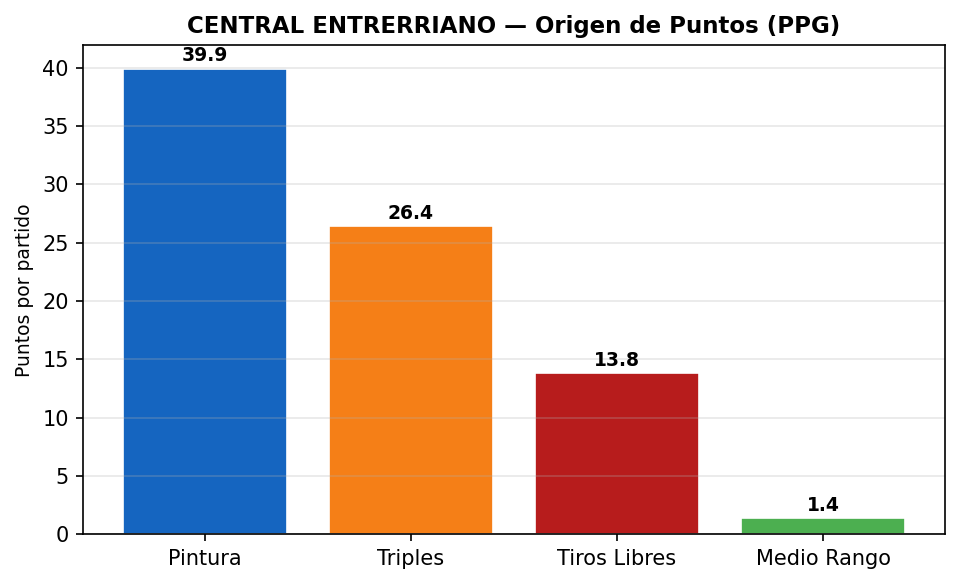 CENTRAL ENTRERRIANO — Origen de Puntos (PPG)
Puntos por partido
40
35
30
25
20
15
10
5
0
39.9
26.4
13.8
1.4
Pintura
Triples
Tiros Libres
Medio Rango